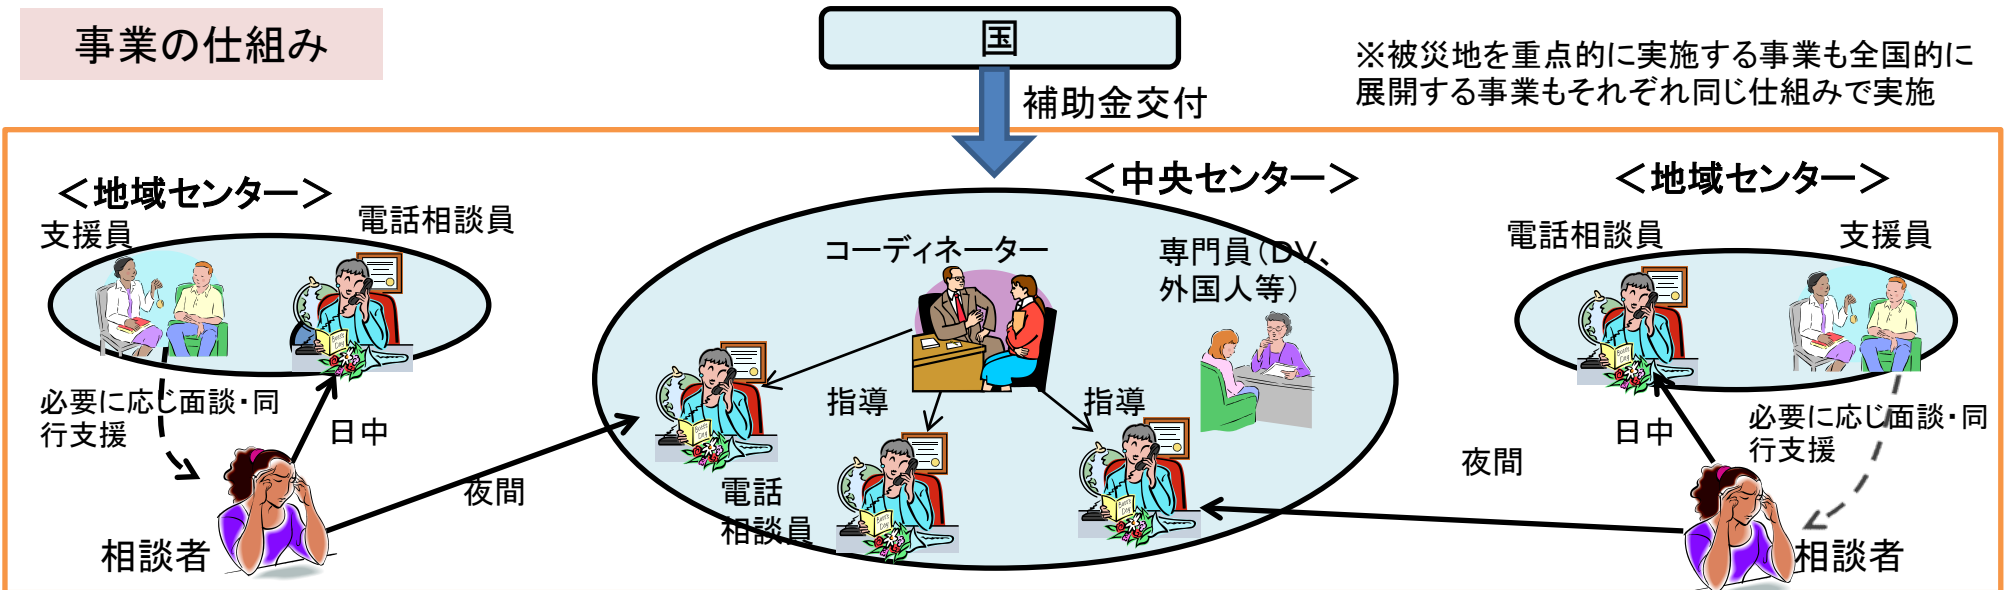 事業の仕組み
国
※被災地を重点的に実施する事業も全国的に
展開する事業もそれぞれ同じ仕組みで実施
補助金交付
＜地域センター＞
支援員
電話相談員
必要に応じ面談・同
行支援
日中
夜間
相談者
＜中央センター＞
コーディネーター
専門員（DV、
外国人等）
指導
指導
電話
相談員
＜地域センター＞
電話相談員
支援員
日中
必要に応じ面談・同
行支援
夜間
相談者